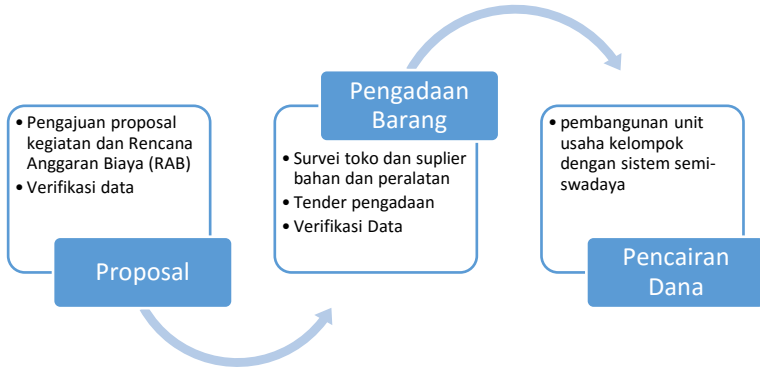 • Pengajuan proposal
kegiatan dan Rencana
Anggaran Biaya (RAB)
• Verifikasi data
Proposal
Pengadaan
Barang
• Survei toko dan suplier
bahan dan peralatan
• Tender pengadaan
• Verifikasi Data
• pembangunan unit
usaha kelompok
dengan sistem semi-
swadaya
Pencairan
Dana